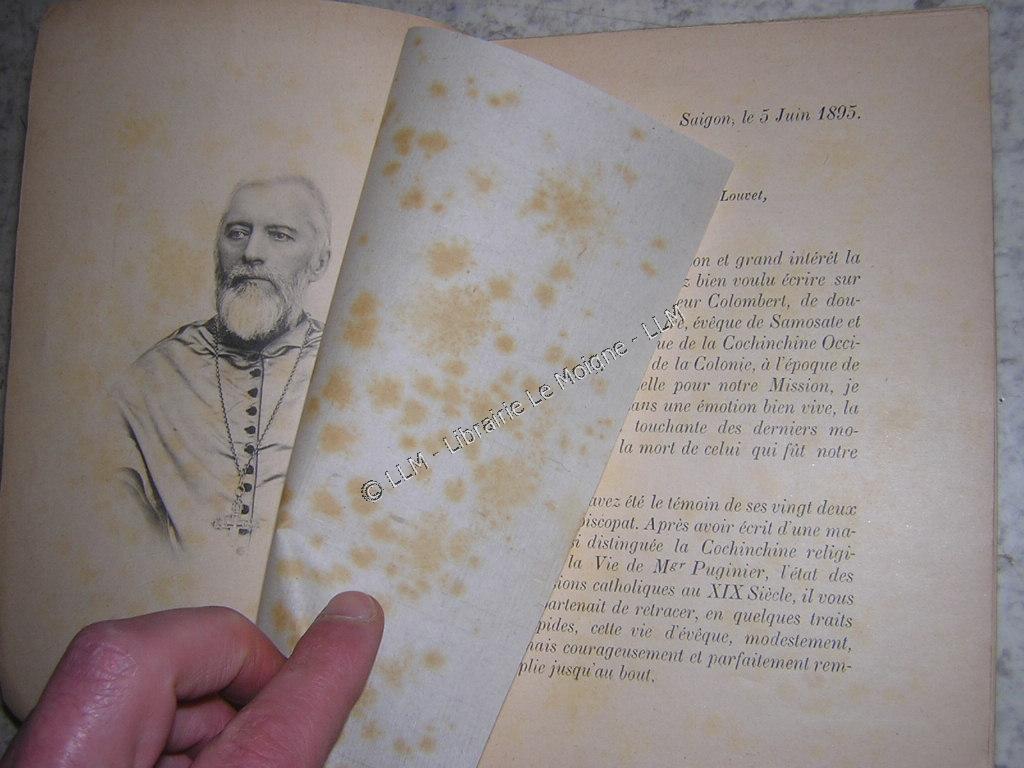 Saigon, le 5 Juin 1895.
Louvet,
on et grand intérêt la
z bien voulu écrire sur
eur Colombert, de dou-
re, évêque de Samosate et
ue de la Cochinchine Occi-
de la Colonie, à l'époque de
elle pour notre Mission, je
ans une émotion bien vive, la
touchante des derniers mo-
la mort de celui qui fût notre
avez été le témoin de ses vingt deux
piscopat. Après avoir écrit d'une ma-
si distinguée la Cochinchine religi-
la Vie de Mgr Puginier, l'état des
sions catholiques au XIX Siècle, il vous
partenait de retracer, en quelques traits
pides, cette vie d'évêque, modestement,
mais courageusement et parfaitement rem-
plie jusqu'au bout.
© LLM - Librairie Le Moigne - LLM